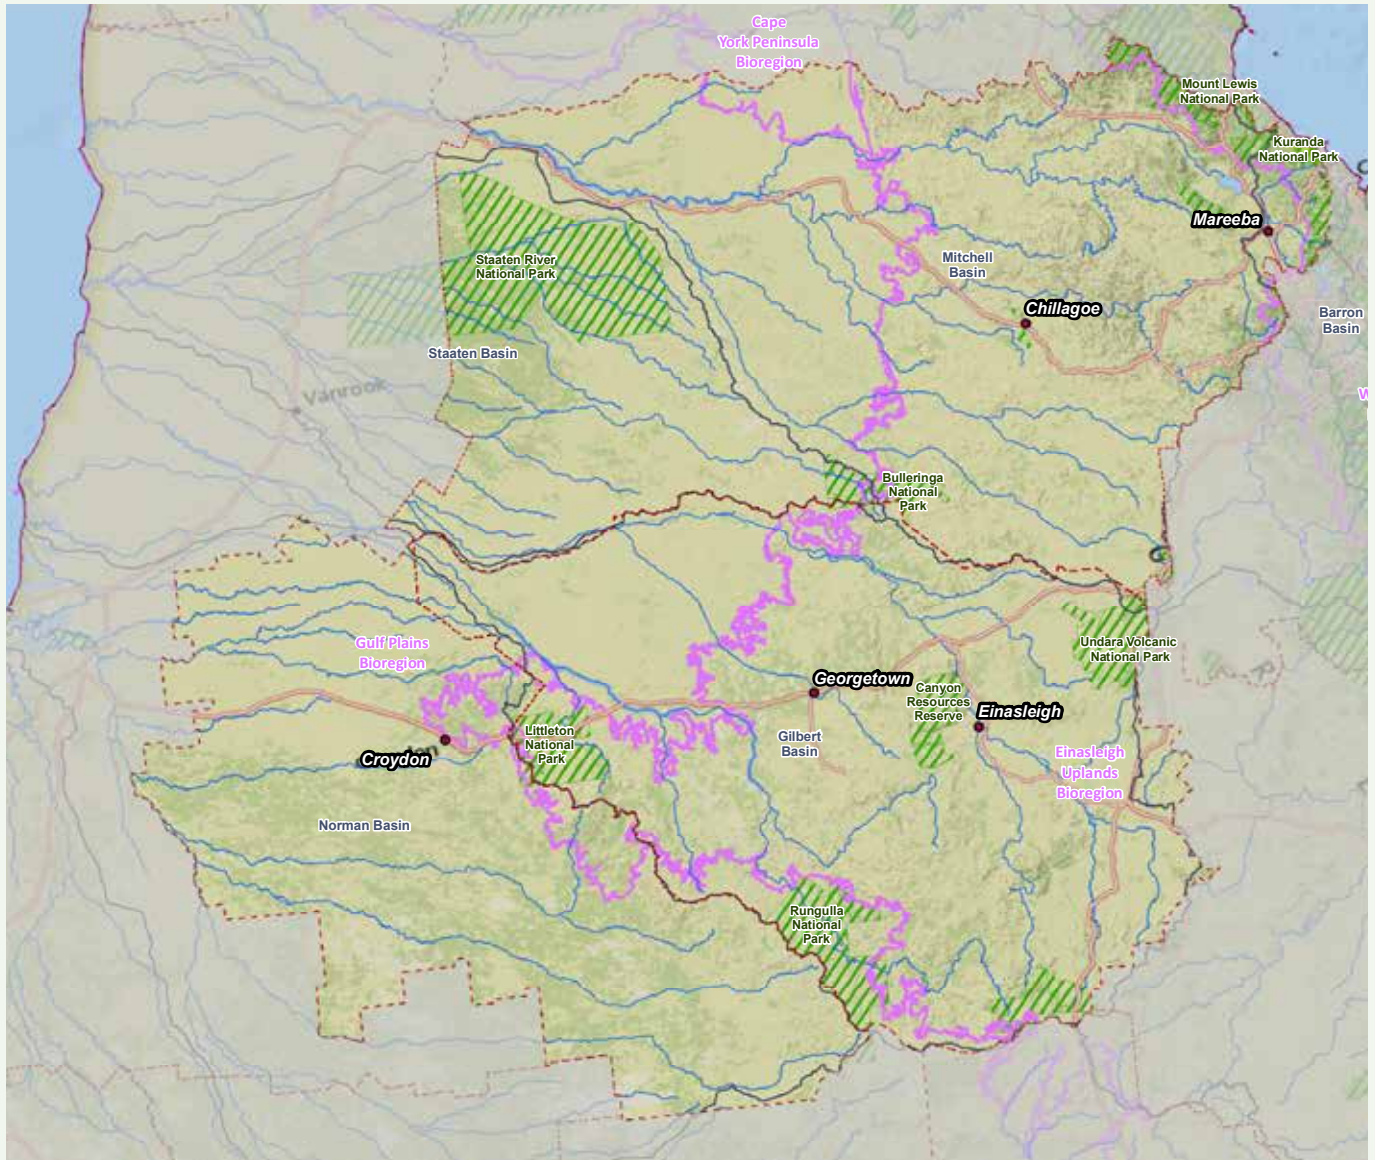 Cape
York Peninsula
Bioregion
Mount Lewis
National Park
Kuranda
National Park
Mareeba
Staaten River
National Park
Mitchell
Basin
Chillagoe
Barron
Basin
Staaten Basin
Vanrook
W
Bulleringa
National
Park
Gulf Plains
Bioregion
Undara Volcanic
National Park
Georgetown
Canyon
Resources
Reserve
Einasleigh
Littleton
National
Park
Gilbert
Basin
Croydon
Einasleigh
Uplands
Bioregion
Norman Basin
Rungulla
National
Park